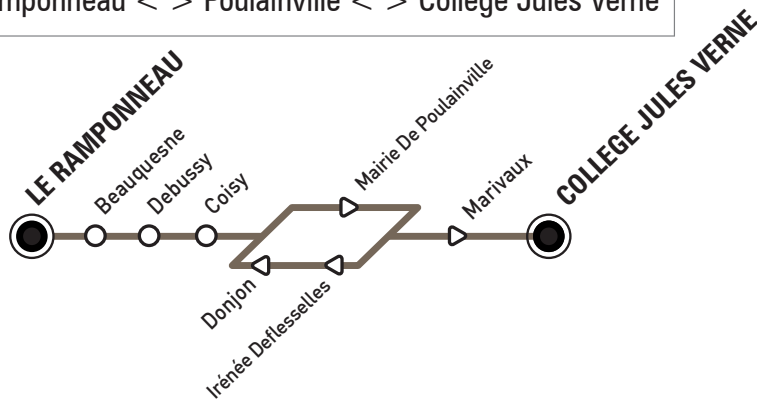 Poulainville < > Collège Jules Verne
LE RAMPONNEAU
Beauquesne
Debussy
Coisy
Mairie De Poulainville
Marivaux
COLLEGE JULES VERNE
Donjon
Irénée Deflesselles